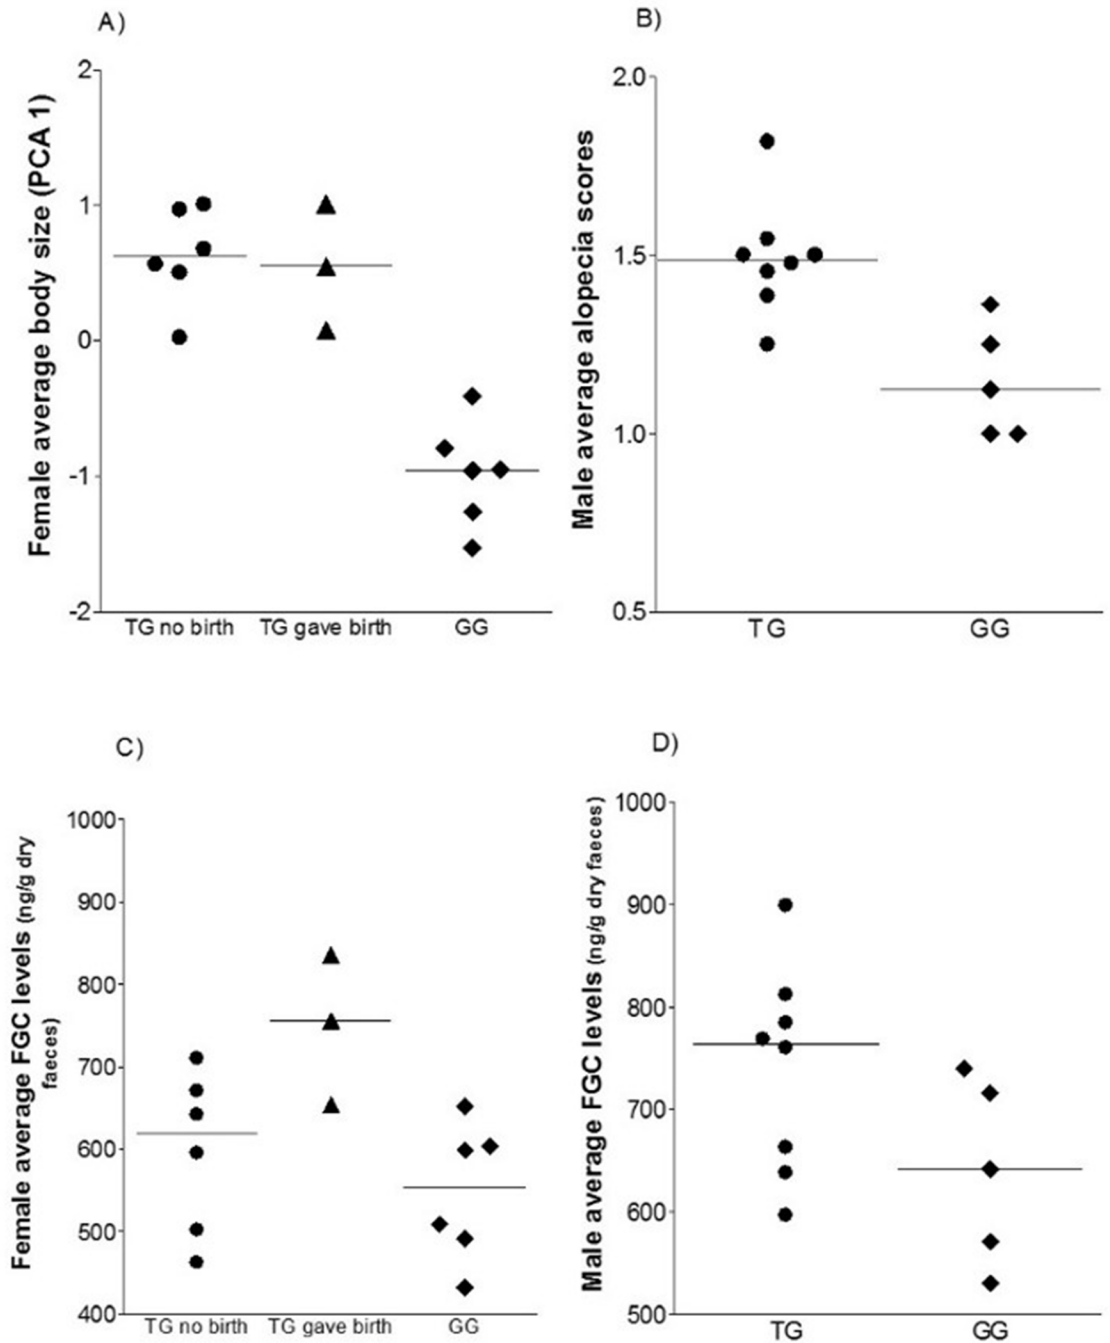 A)
Female average body size (PCA 1)
2
1
0
-1
-2
TG no birth TG gave birth GG
B)
Male average alopecia scores
2.0
1.5
1.0
0.5
TG GG
C)
Female average FGC levels (ng/g dry
faeces)
1000
900
800
700
600
500
400
TG no birth TG gave birth GG
D)
Male average FGC levels (ng/g dry faeces)
1000
900
800
700
600
500
TG GG